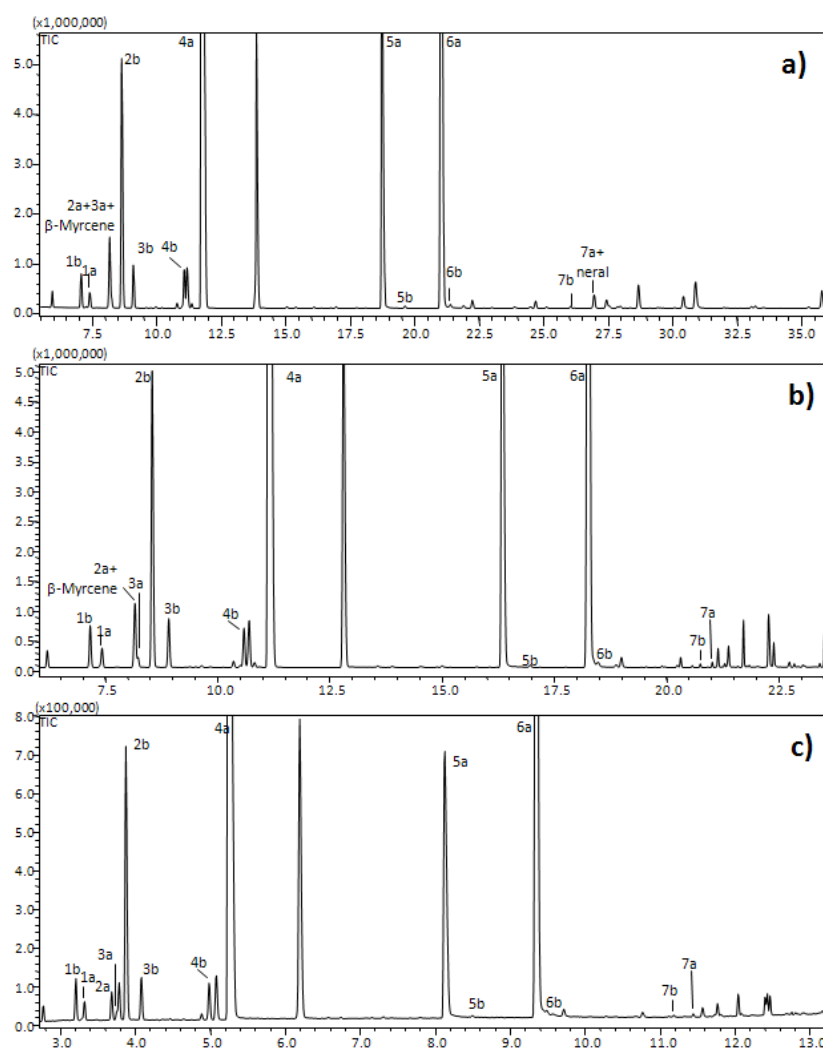 (x1,000,000)
TIC
4a
5a
6a
a)
2b
5.0
4.0
3.0
2.0
2a+3a+
β-Myrcene
1.0
1b
1a
3b
4b
5b
6b
7b
7a+
neral
0.0
7.5 10.0 12.5 15.0 17.5 20.0 22.5 25.0 27.5 30.0 32.5 35.0
(x1,000,000)
TIC
2b
4a
5a
6a
b)
5.0
4.5
4.0
3.5
3.0
2.5
2.0
2a+
3a
β-Myrcene
1.5
1.0
1b
1a
3b
4b
5b
6b
7b
7a
0.5
0.0
7.5 10.0 12.5 15.0 17.5 20.0 22.5
(x100,000)
TIC
4a
6a
c)
8.0
2b
5a
7.0
6.0
5.0
4.0
3.0
2.0
3a
1b
1a
2a
3b
4b
5b
6b
7b
7a
1.0
0.0
3.0 4.0 5.0 6.0 7.0 8.0 9.0 10.0 11.0 12.0 13.0